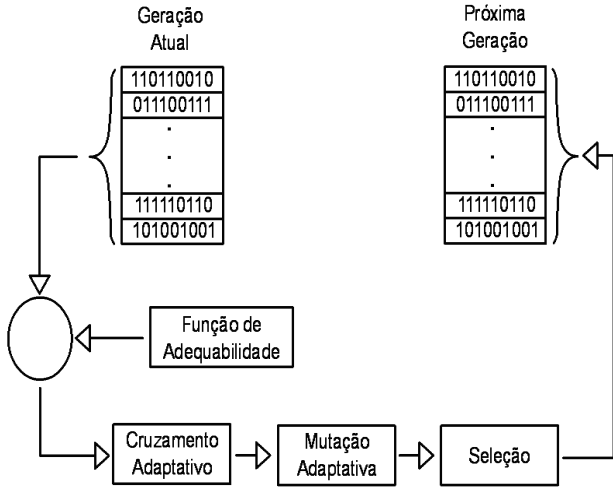 Geração
Atual
110110010
011100111
.
.
.
111110110
101001001
Próxima
Geração
110110010
011100111
.
.
.
111110110
101001001
Função de
Adequabilidade
Cruzamento
Adaptativo
Mutação
Adaptativa
Seleção